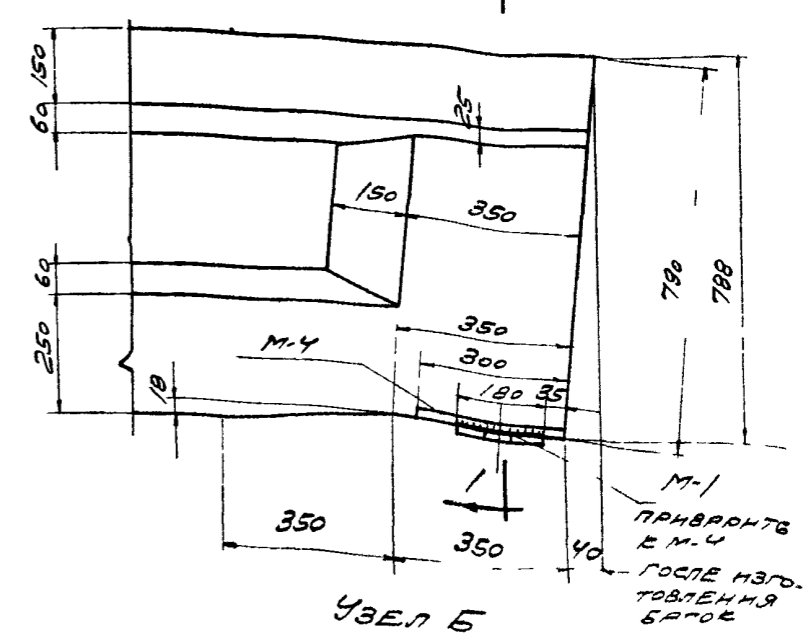 150
60
25
150
350
60
250
790
788
350
М-4
300
18
180 35
1
М-1
ПРИВАРИТЬ
К М-4
350
350
40
ПОСЛЕ ИЗГО-
ТОВЛЕНИЯ
БАЛОК
УЗЕЛ Б